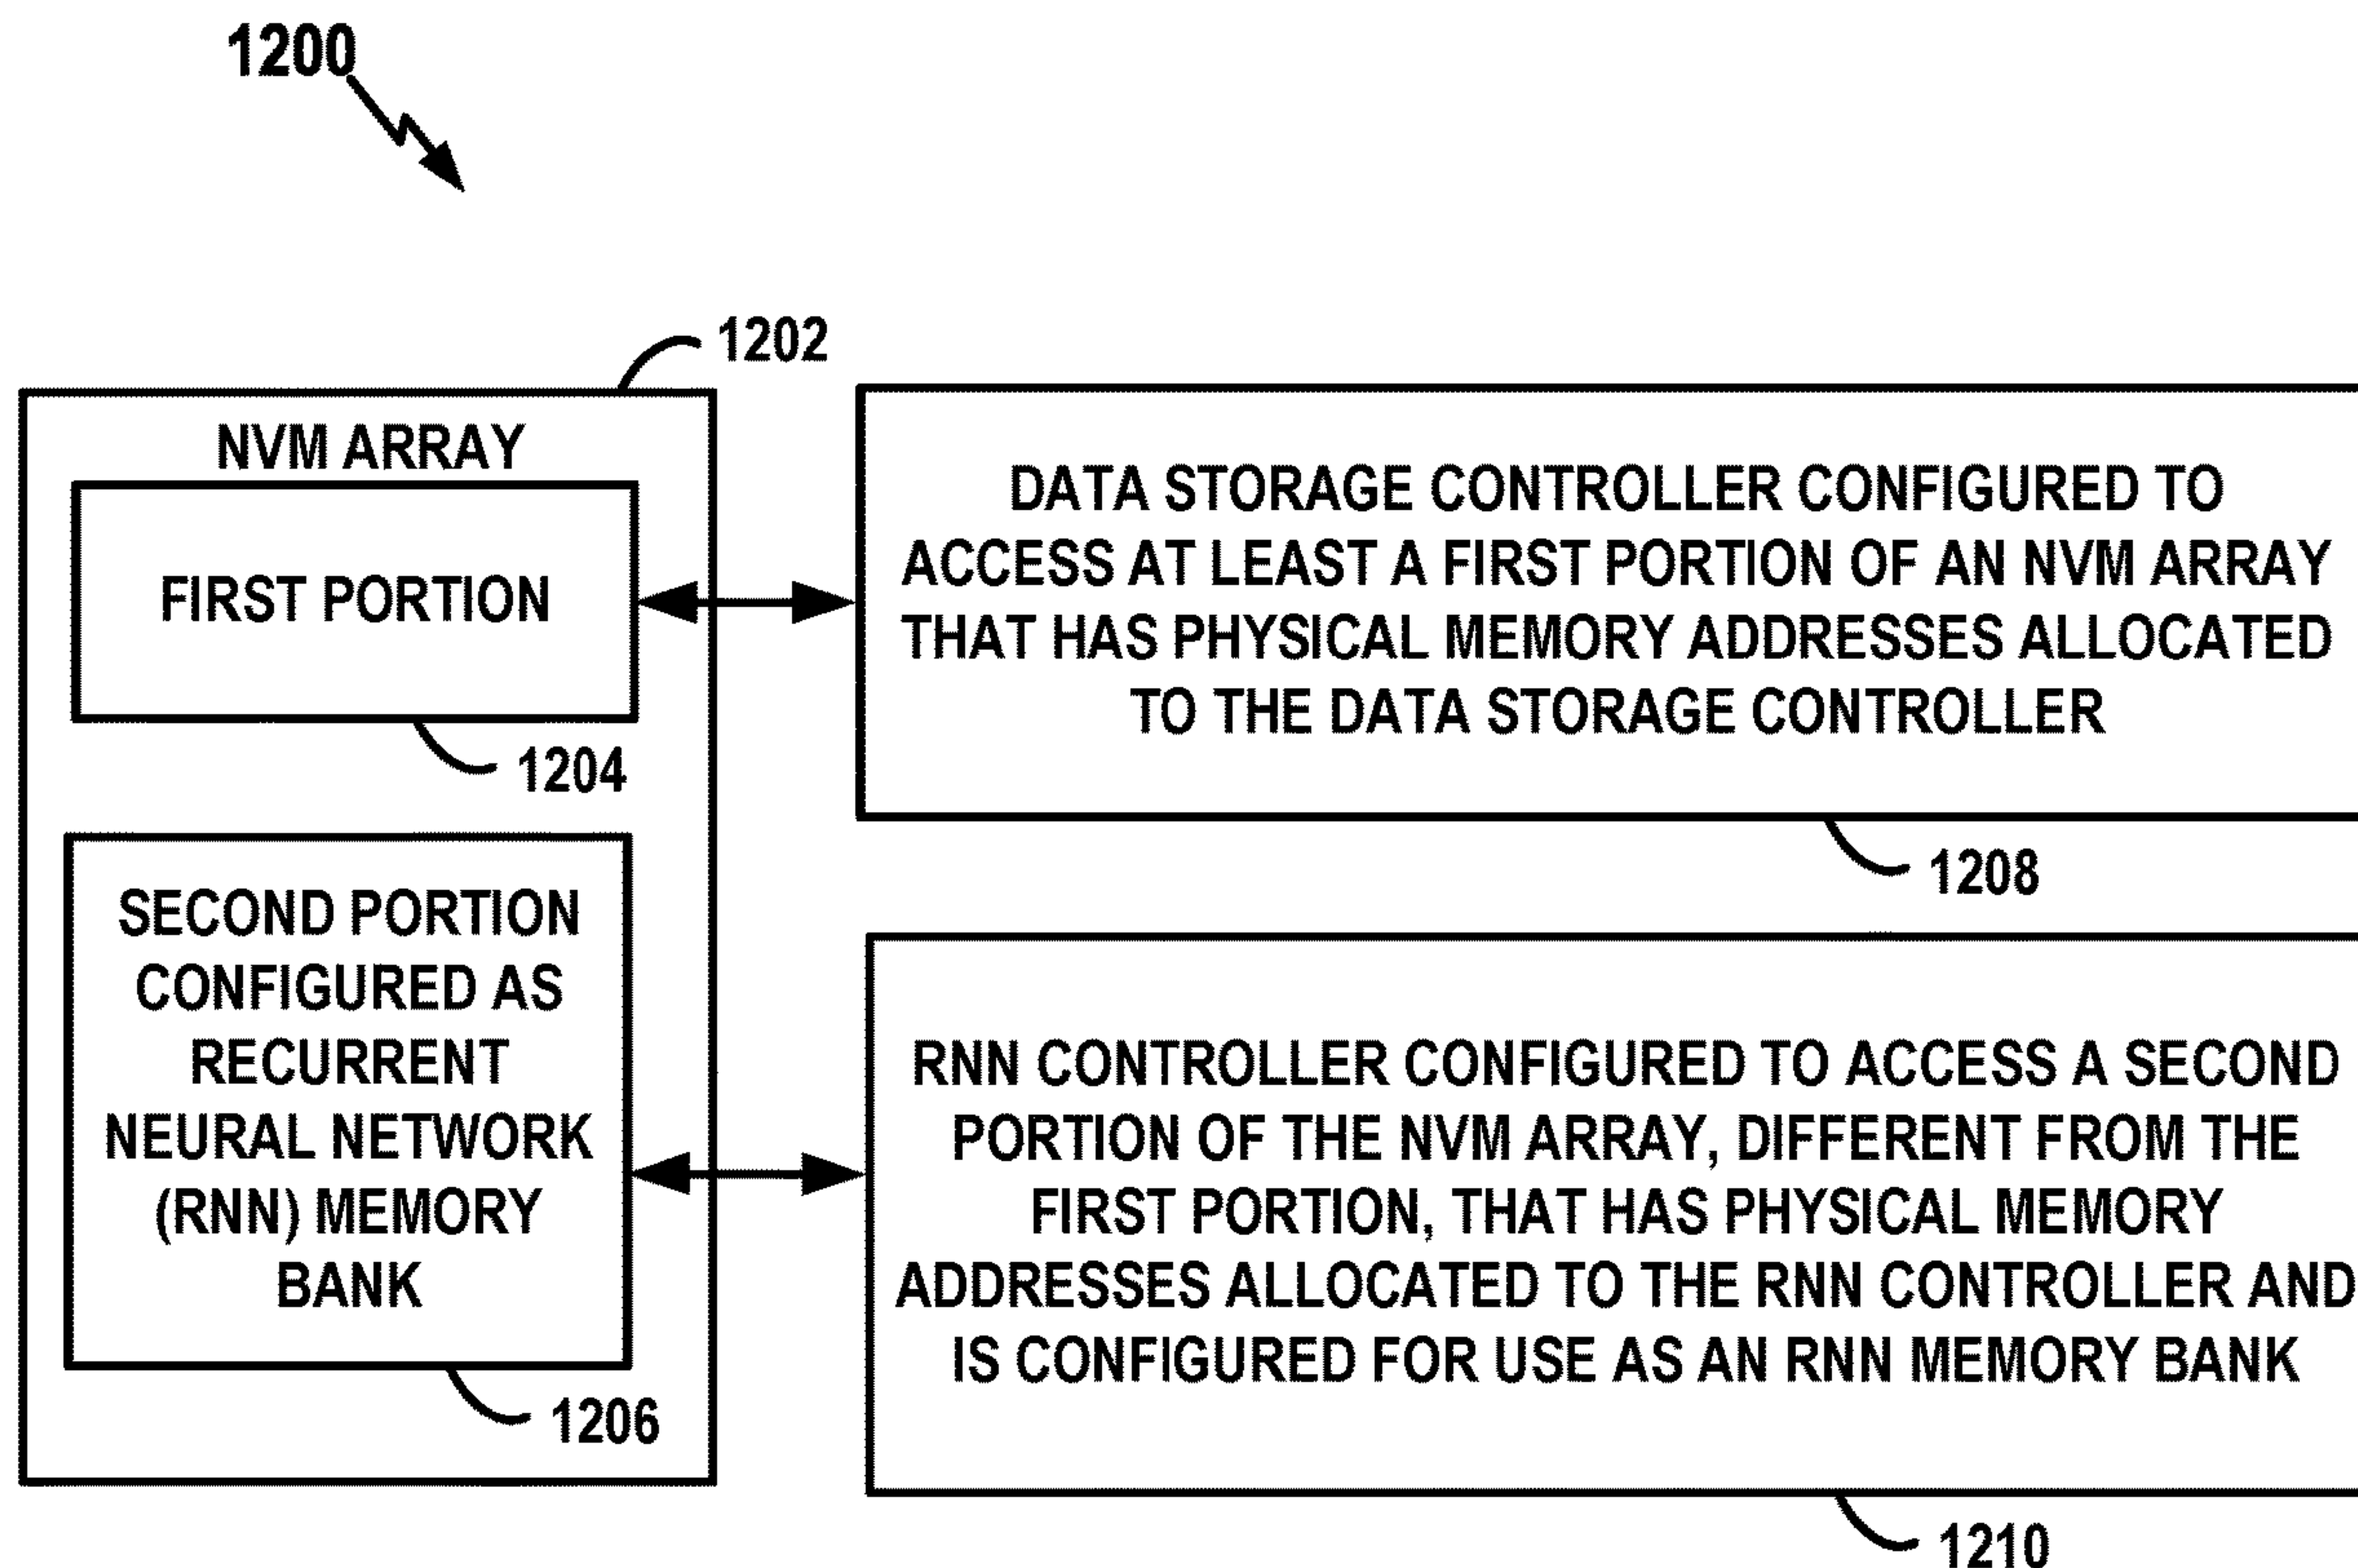 1200
1202
NVM ARRAY
FIRST PORTION
1204
SECOND PORTION
CONFIGURED AS
RECURRENT
NEURAL NETWORK
(RNN) MEMORY
BANK
1206
DATA STORAGE CONTROLLER CONFIGURED TO
ACCESS AT LEAST A FIRST PORTION OF AN NVM ARRAY
THAT HAS PHYSICAL MEMORY ADDRESSES ALLOCATED
TO THE DATA STORAGE CONTROLLER
1208
RNN CONTROLLER CONFIGURED TO ACCESS A SECOND
PORTION OF THE NVM ARRAY, DIFFERENT FROM THE
FIRST PORTION, THAT HAS PHYSICAL MEMORY
ADDRESSES ALLOCATED TO THE RNN CONTROLLER AND
IS CONFIGURED FOR USE AS AN RNN MEMORY BANK
1210